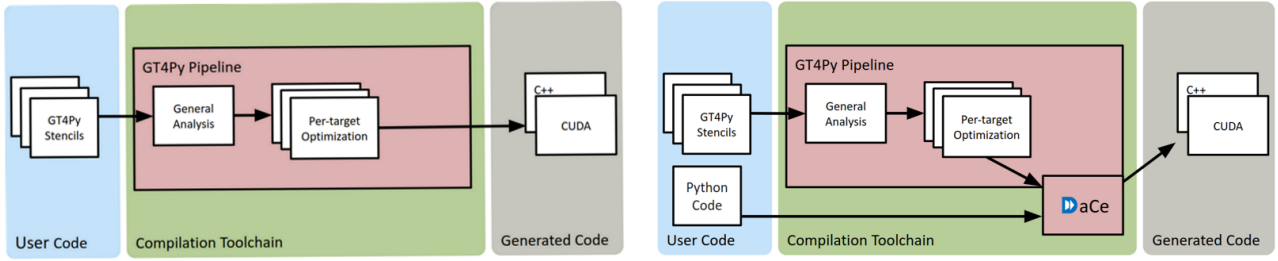 GT4Py Pipeline
GT4Py
Stencils
General
Analysis
Per-target
Optimization
C++
CUDA
User Code
Compilation Toolchain
Generated Code
GT4Py Pipeline
GT4Py
Stencils
General
Analysis
Per-target
Optimization
C++
CUDA
Python
Code
DaCe
User Code
Compilation Toolchain
Generated Code